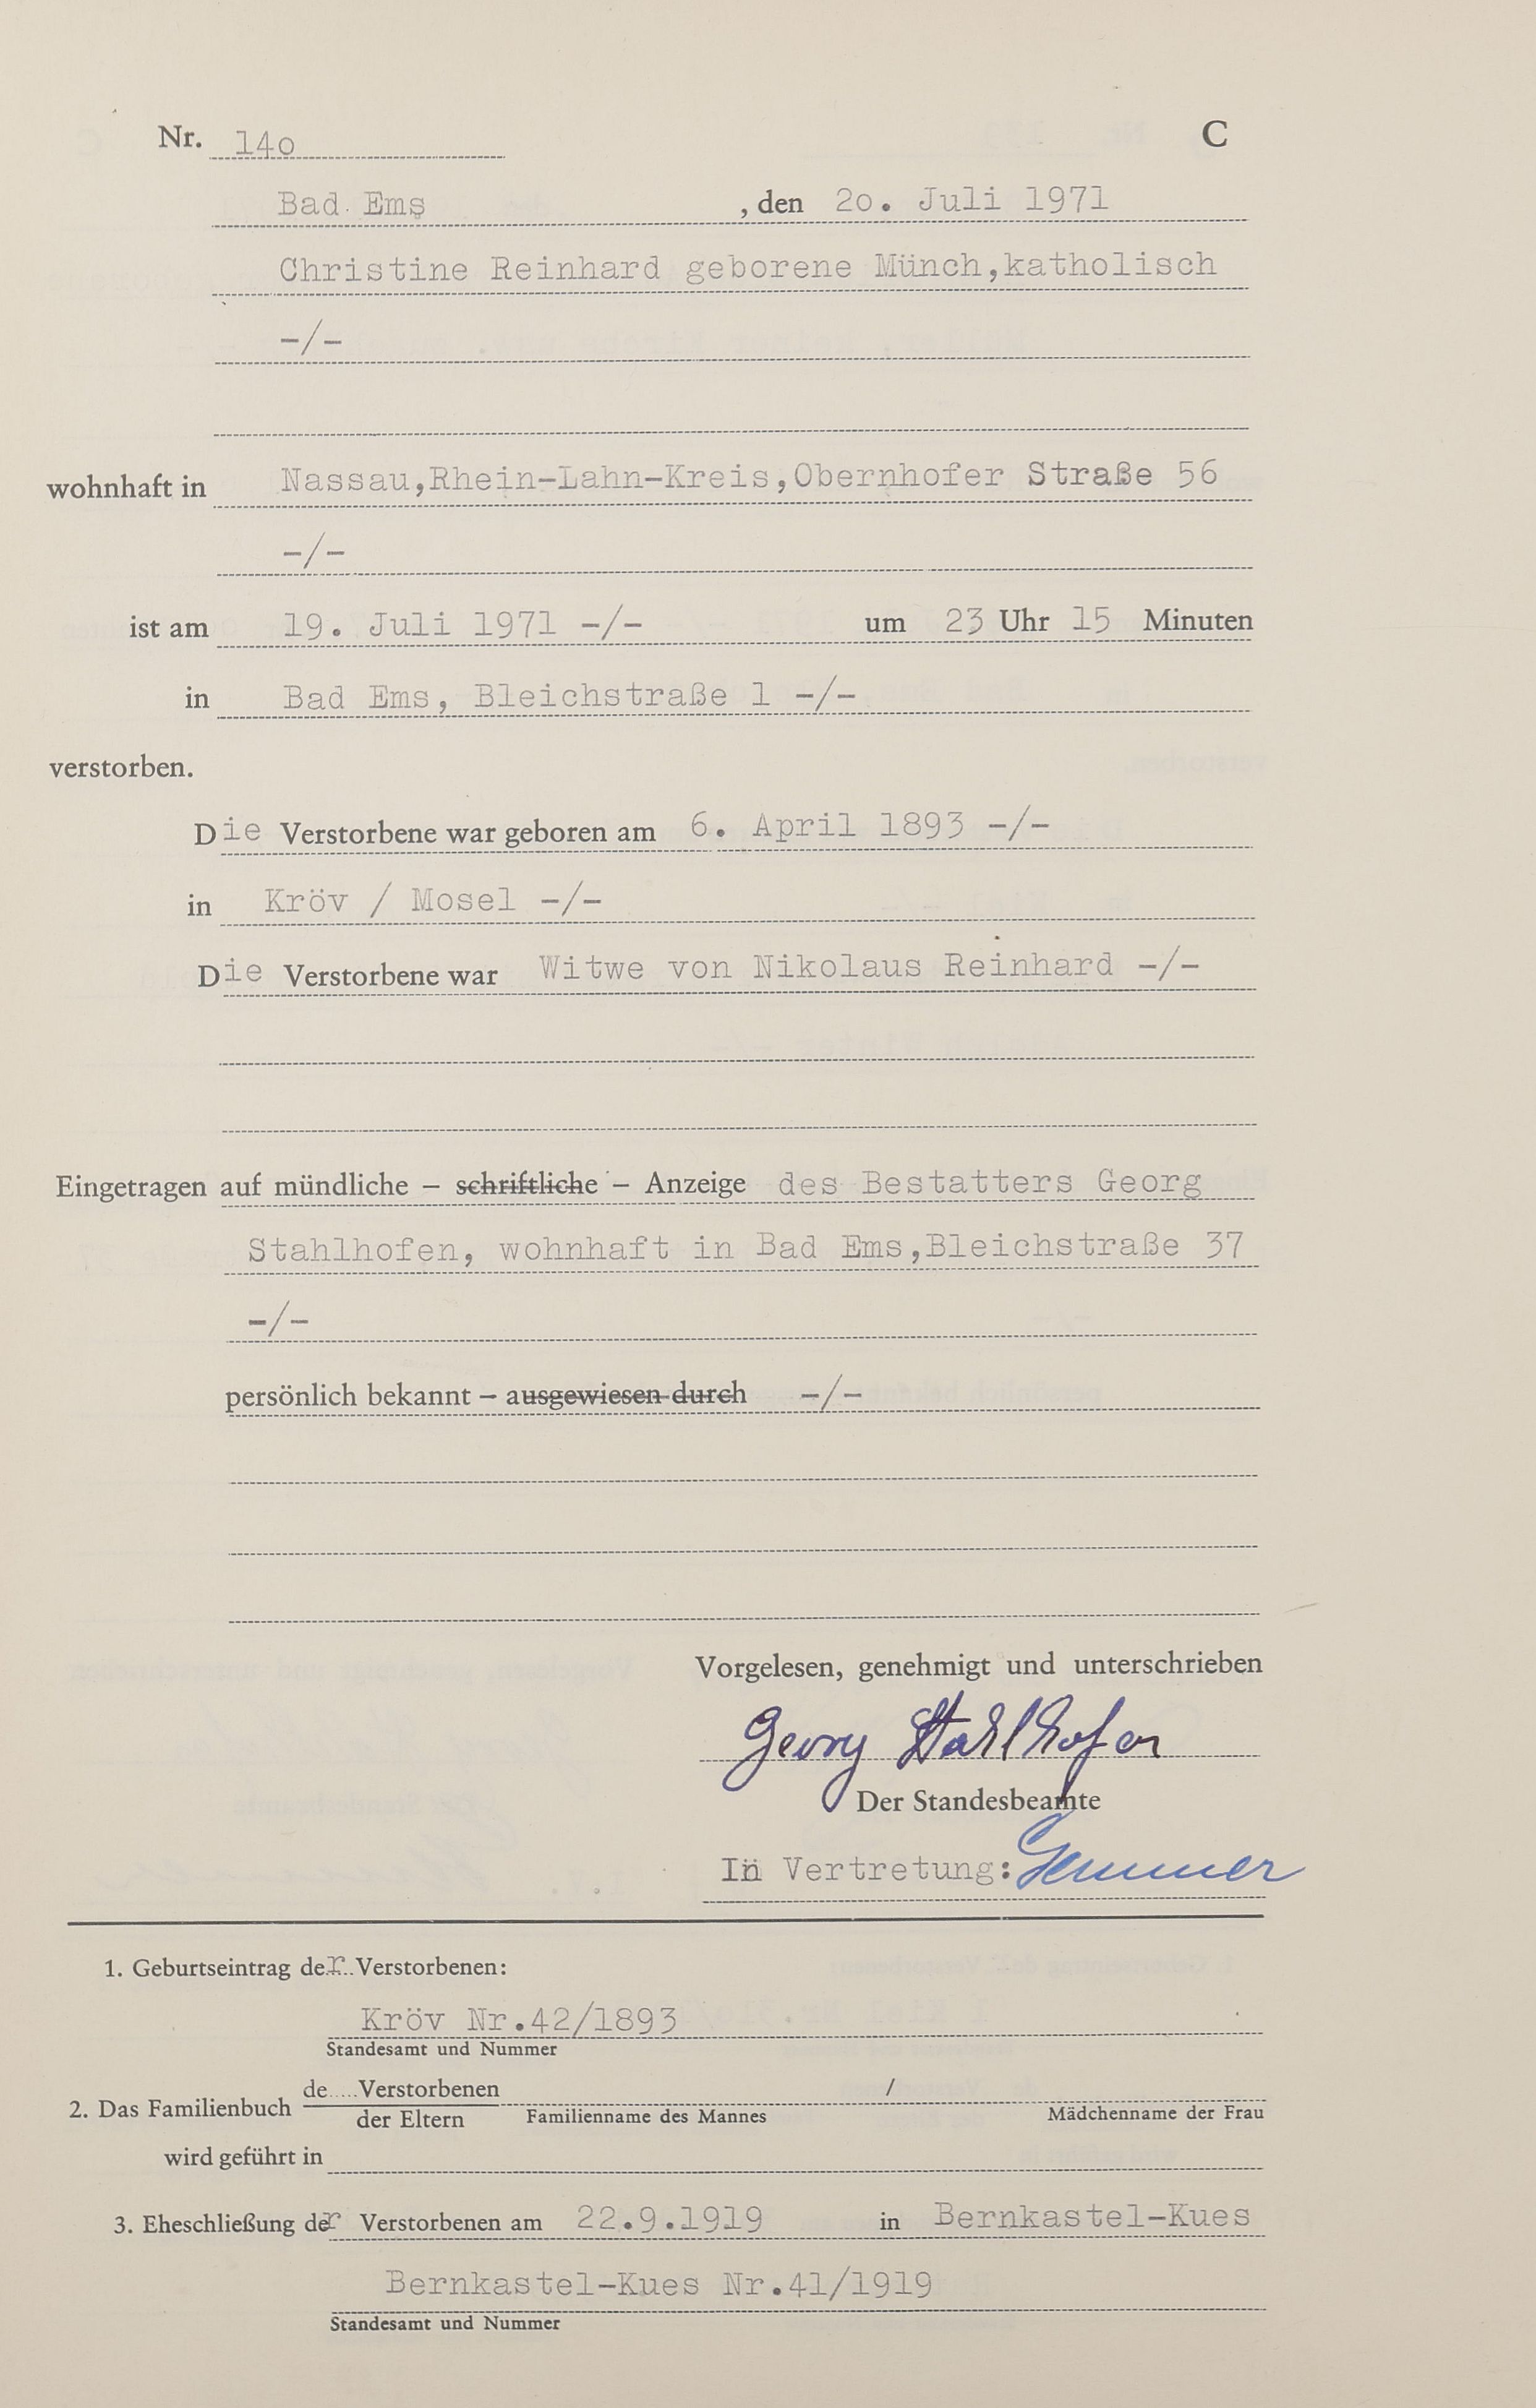 Nr. 14o C
Bad Ems , den 2o. Juli 1971
Christine Reinhard geborene Münch,katholisch
-/-
wohnhaft in Nassau,Rhein-Lahn-Kreis,Obernhofer Straße 56
-/-
ist am 19. Juli 1971 -/- um 23 Uhr 15 Minuten
in Bad Ems, Bleichstraße 1 -/-
verstorben.
Die Verstorbene war geboren am 6. April 1893 -/-
in Kröv / Mosel -/-
Die Verstorbene war Witwe von Nikolaus Reinhard -/-
Eingetragen auf mündliche – schriftliche – Anzeige des Bestatters Georg
Stahlhofen, wohnhaft in Bad Ems,Bleichstraße 37
-/-
persönlich bekannt – ausgewiesen durch -/-
Vorgelesen, genehmigt und unterschrieben
Georg Stahlhofen
Der Standesbeamte
In Vertretung:
1. Geburtseintrag der Verstorbenen:
Kröv Nr.42/1893
Standesamt und Nummer
2. Das Familienbuch de.....Verstorbenen /
der Eltern Familienname des Mannes Mädchenname der Frau
wird geführt in
3. Eheschließung der Verstorbenen am 22.9.1919 in Bernkastel-Kues
Bernkastel-Kues Nr.41/1919
Standesamt und Nummer